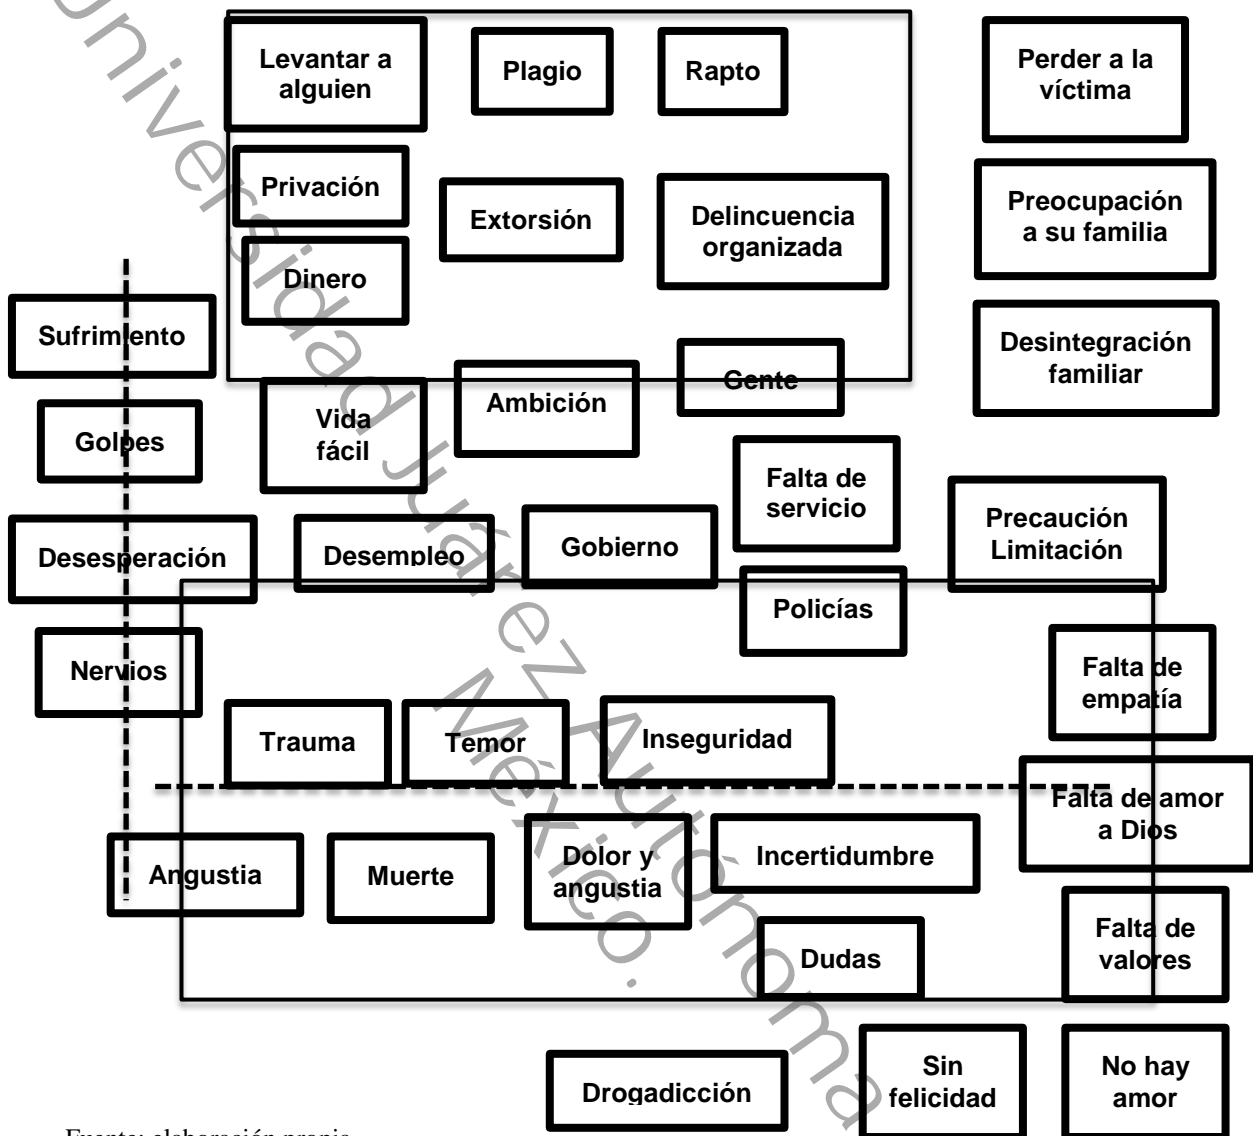 Levantar a
alguien
Plagio
Rapto
Perder a la
víctima
Privación
Extorsión
Delincuencia
organizada
Preocupación
a su familia
Dinero
Sufrimiento
Desintegración
familiar
Gente
Ambición
Vida
fácil
Golpes
Falta de
servicio
Precaución
Limitación
Desesperación
Desempleo
Gobierno
Policías
Nervios
Falta de
empatía
Trauma
Temor
Inseguridad
Falta de amor
a Dios
Angustia
Muerte
Dolor y
angustia
Incertidumbre
Falta de
valores
Dudas
Drogadicción
Sin
felicidad
No hay
amor
Fuente: elaboración propia
Universidad Juárez Autónoma
México.